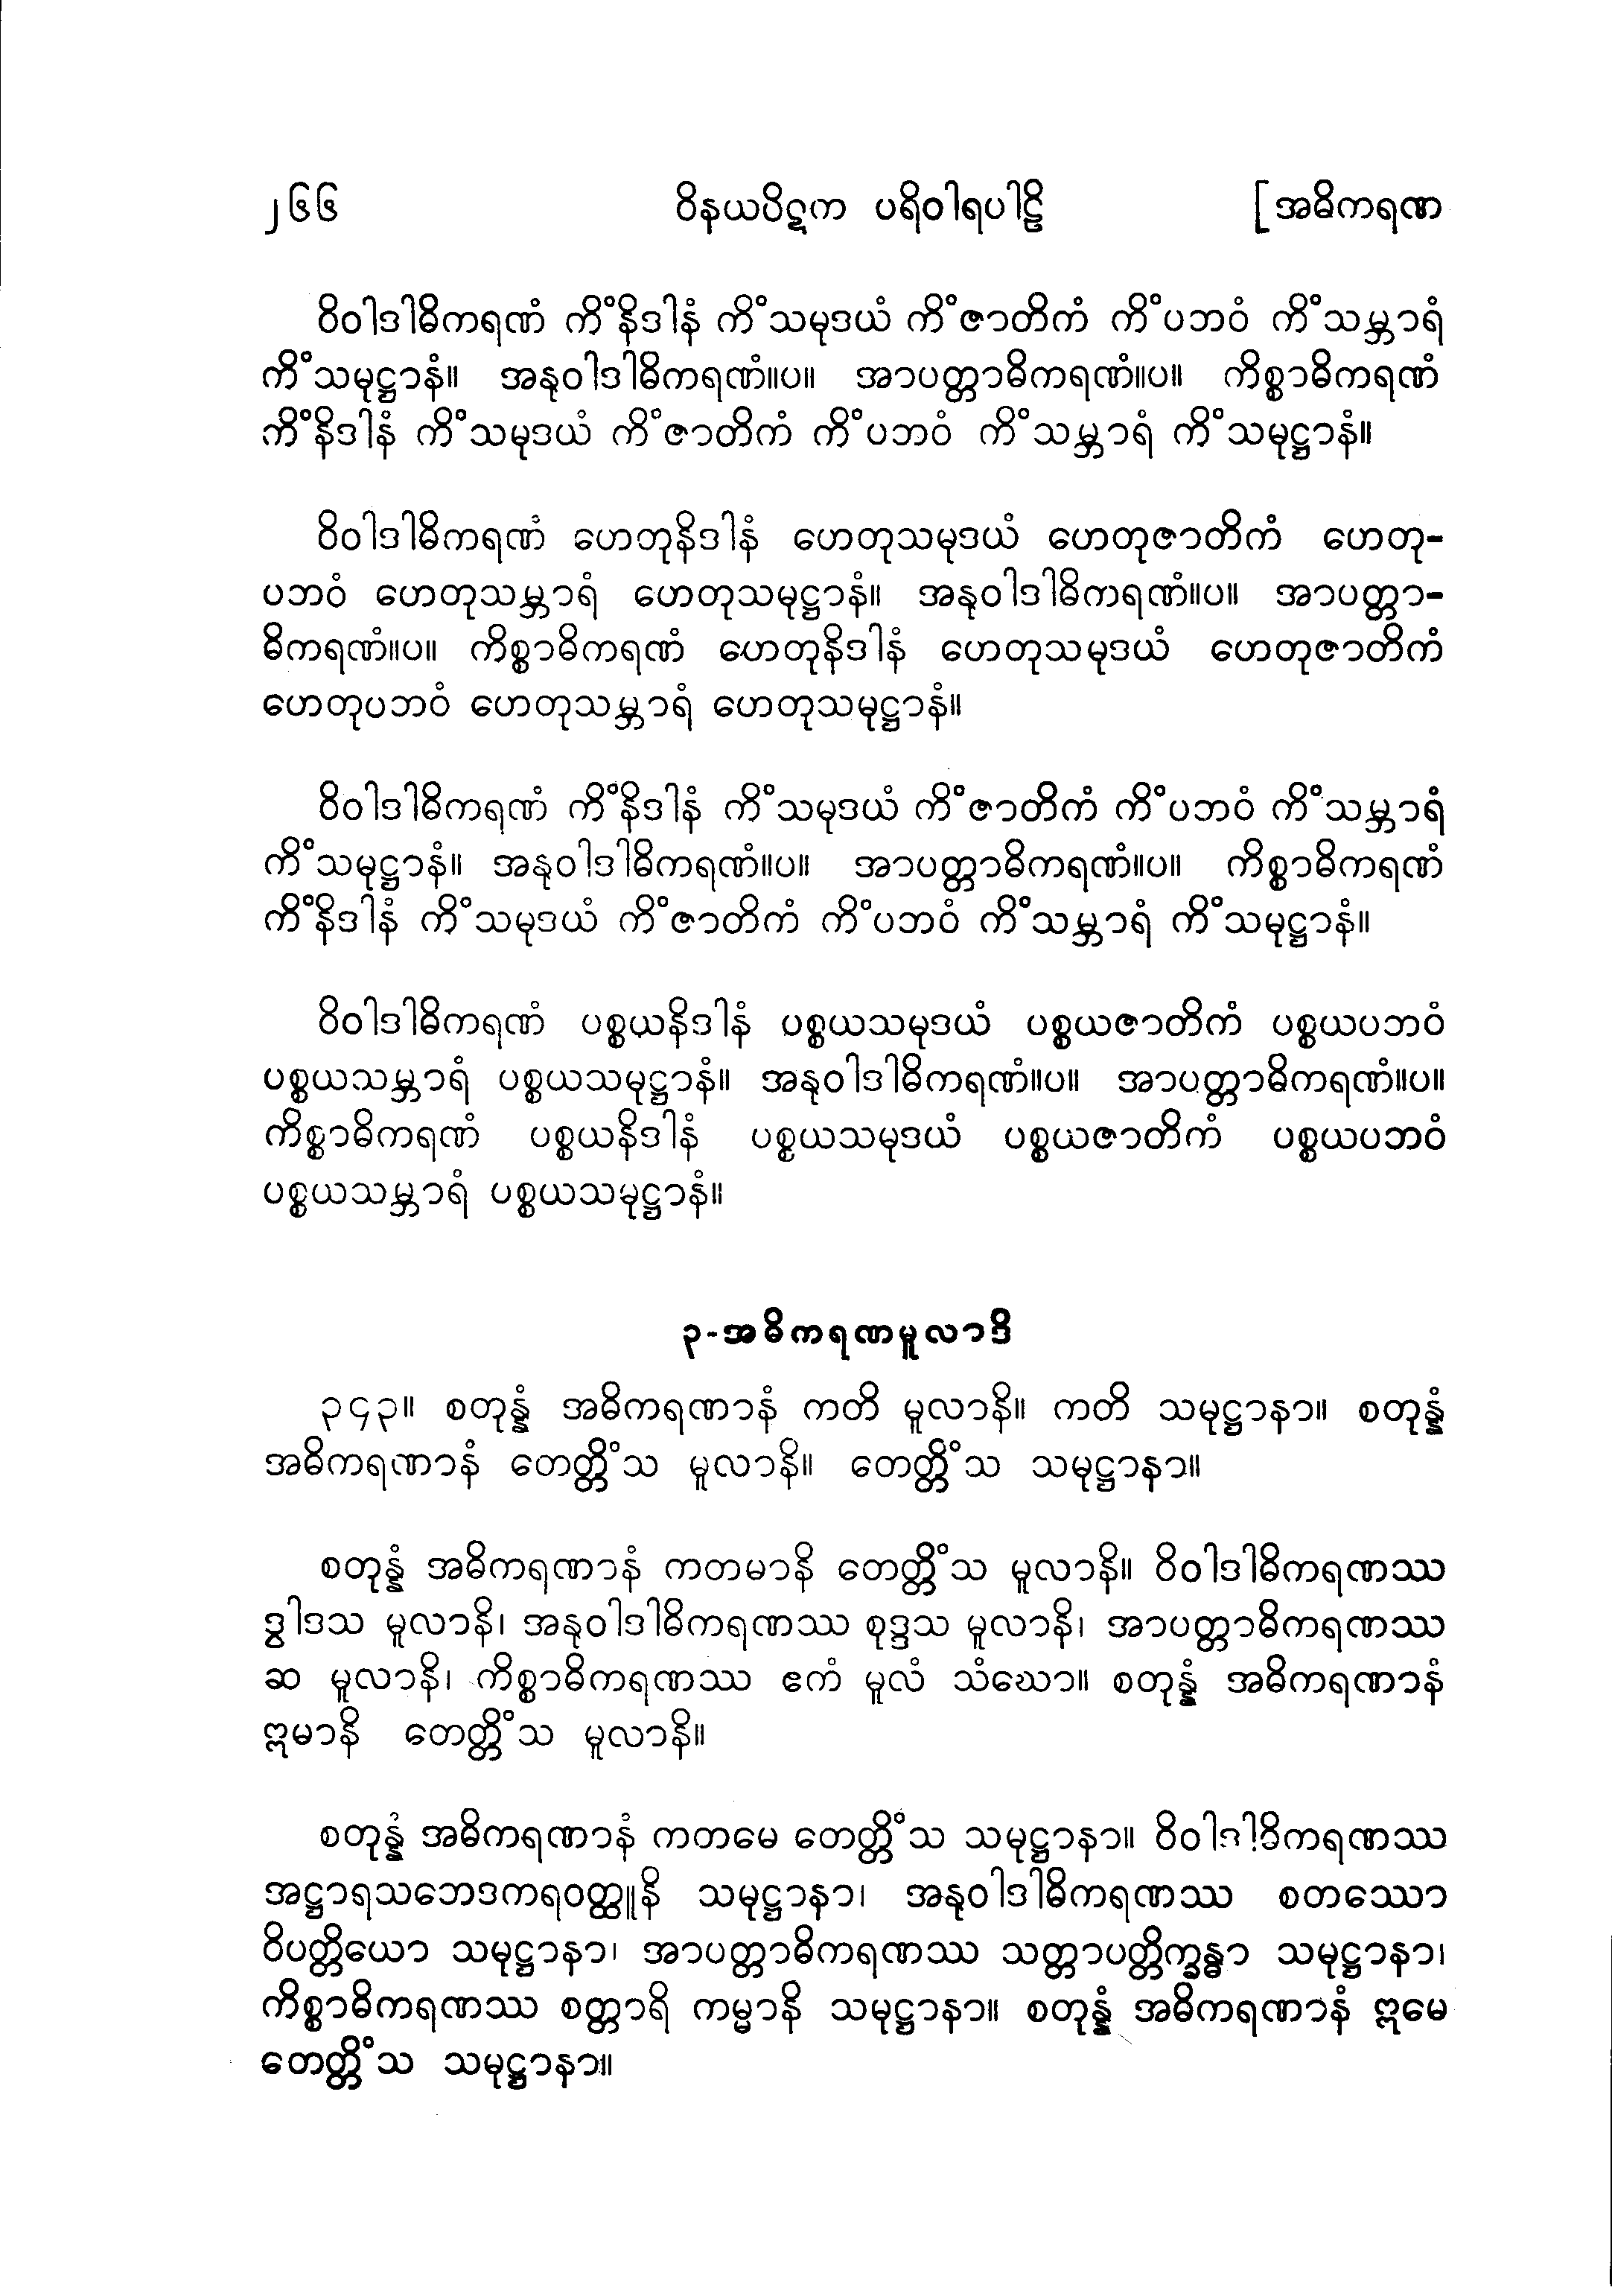 ၂၆၆ ဝိနယပိဋက ပရိဝါရပါဠိ [အဓိကရဏ
ဝိဝါဒါဓိကရဏံ ကိံနိဒါနံ ကိံသမုဒယံ ကိံဇာတိကံ ကိံပဘဝံ ကိံသမ္ဘာရံ
ကိံသမုဋ္ဌာနံ။ အနုဝါဒါဓိကရဏံ။ပ။ အာပတ္တာဓိကရဏံ။ပ။ ကိစ္စာဓိကရဏံ
ကိံနိဒါနံ ကိံသမုဒယံ ကိံဇာတိကံ ကိံပဘဝံ ကိံသမ္ဘာရံ ကိံသမုဋ္ဌာနံ။
ဝိဝါဒါဓိကရဏံ ဟေတုနိဒါနံ ဟေတုသမုဒယံ ဟေတုဇာတိကံ ဟေတု-
ပဘဝံ ဟေတုသမ္ဘာရံ ဟေတုသမုဋ္ဌာနံ။ အနုဝါဒါဓိကရဏံ။ပ။ အာပတ္တာ-
ဓိကရဏံ။ပ။ ကိစ္စာဓိကရဏံ ဟေတုနိဒါနံ ဟေတုသမုဒယံ ဟေတုဇာတိကံ
ဟေတုပဘဝံ ဟေတုသမ္ဘာရံ ဟေတုသမုဋ္ဌာနံ။
ဝိဝါဒါဓိကရဏံ ကိံနိဒါနံ ကိံသမုဒယံ ကိံဇာတိကံ ကိံပဘဝံ ကိံသမ္ဘာရံ
ကိံသမုဋ္ဌာနံ။ အနုဝါဒါဓိကရဏံ။ပ။ အာပတ္တာဓိကရဏံ။ပ။ ကိစ္စာဓိကရဏံ
ကိံနိဒါနံ ကိံသမုဒယံ ကိံဇာတိကံ ကိံပဘဝံ ကိံသမ္ဘာရံ ကိံသမုဋ္ဌာနံ။
ဝိဝါဒါဓိကရဏံ ပစ္စယနိဒါနံ ပစ္စယသမုဒယံ ပစ္စယဇာတိကံ ပစ္စယပဘဝံ
ပစ္စယသမ္ဘာရံ ပစ္စယသမုဋ္ဌာနံ။ အနုဝါဒါဓိကရဏံ။ပ။ အာပတ္တာဓိကရဏံ။ပ။
ကိစ္စာဓိကရဏံ ပစ္စယနိဒါနံ ပစ္စယသမုဒယံ ပစ္စယဇာတိကံ ပစ္စယပဘဝံ
ပစ္စယသမ္ဘာရံ ပစ္စယသမုဋ္ဌာနံ။
၃-အဓိကရဏမူလာဒိ
၃၄၃။ စတုန္နံ အဓိကရဏာနံ ကတိ မူလာနိ။ ကတိ သမုဋ္ဌာနာ။ စတုန္နံ
အဓိကရဏာနံ တေတ္တိံသ မူလာနိ။ တေတ္တိံသ သမုဋ္ဌာနာ။
စတုန္နံ အဓိကရဏာနံ ကတမာနိ တေတ္တိံသ မူလာနိ။ ဝိဝါဒါဓိကရဏဿ
ဒွါဒသ မူလာနိ၊ အနုဝါဒါဓိကရဏဿ စုဒ္ဒသ မူလာနိ၊ အာပတ္တာဓိကရဏဿ
ဆ မူလာနိ၊ ကိစ္စာဓိကရဏဿ ဧကံ မူလံ သံဃော။ စတုန္နံ အဓိကရဏာနံ
ဣမာနိ တေတ္တိံသ မူလာနိ။
စတုန္နံ အဓိကရဏာနံ ကတမေ တေတ္တိံသ သမုဋ္ဌာနာ။ ဝိဝါဒါဓိကရဏဿ
အဋ္ဌာရသဘေဒကရဝတ္ထူနိ သမုဋ္ဌာနာ၊ အနုဝါဒါဓိကရဏဿ စတဿော
ဝိပတ္တိယော သမုဋ္ဌာနာ၊ အာပတ္တာဓိကရဏဿ သတ္တာပတ္တိက္ခန္ဓာ သမုဋ္ဌာနာ၊
ကိစ္စာဓိကရဏဿ စတ္တာရိ ကမ္မာနိ သမုဋ္ဌာနာ။ စတုန္နံ အဓိကရဏာနံ ဣမေ
တေတ္တိံသ သမုဋ္ဌာနာ။